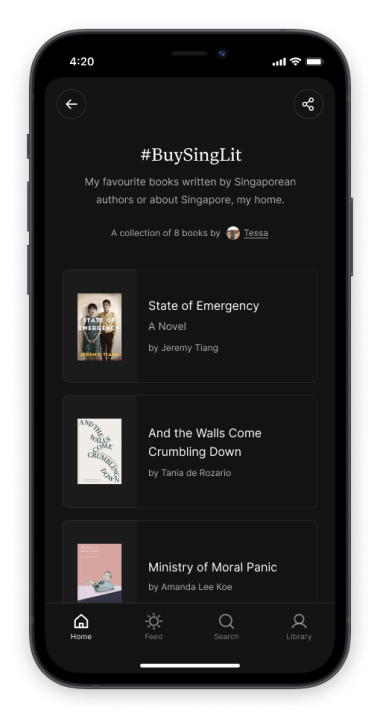 4:20
#BuySingLit
My favourite books written by Singaporean
authors or about Singapore, my home.
A collection of 8 books by Tessa
STATE OF
EMERGENCY
JEREMY TIANG
State of Emergency
A Novel
by Jeremy Tiang
AND THE
WALLS
COME
CRUMBLING
DOWN
And the Walls Come
Crumbling Down
by Tania de Rozario
Ministry of Moral Panic
by Amanda Lee Koe
Home
Feed
Search
Library